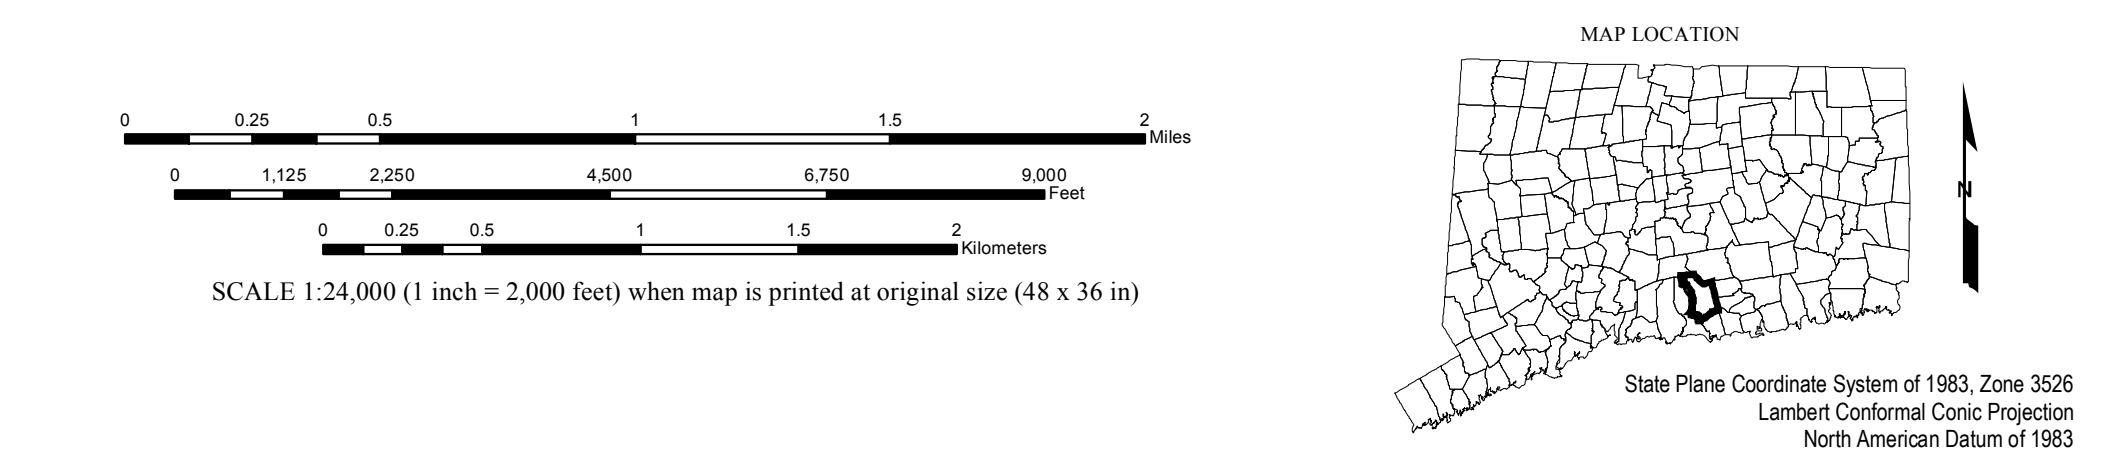 MAP LOCATION
0 0.25 0.5 1 1.5 2
Miles
0 1,125 2,250 4,500 6,750 9,000
Feet
0 0.25 0.5 1 1.5 2
Kilometers
SCALE 1:24,000 (1 inch = 2,000 feet) when map is printed at original size (48 x 36 in)
N
State Plane Coordinate System of 1983, Zone 3526
Lambert Conformal Conic Projection
North American Datum of 1983